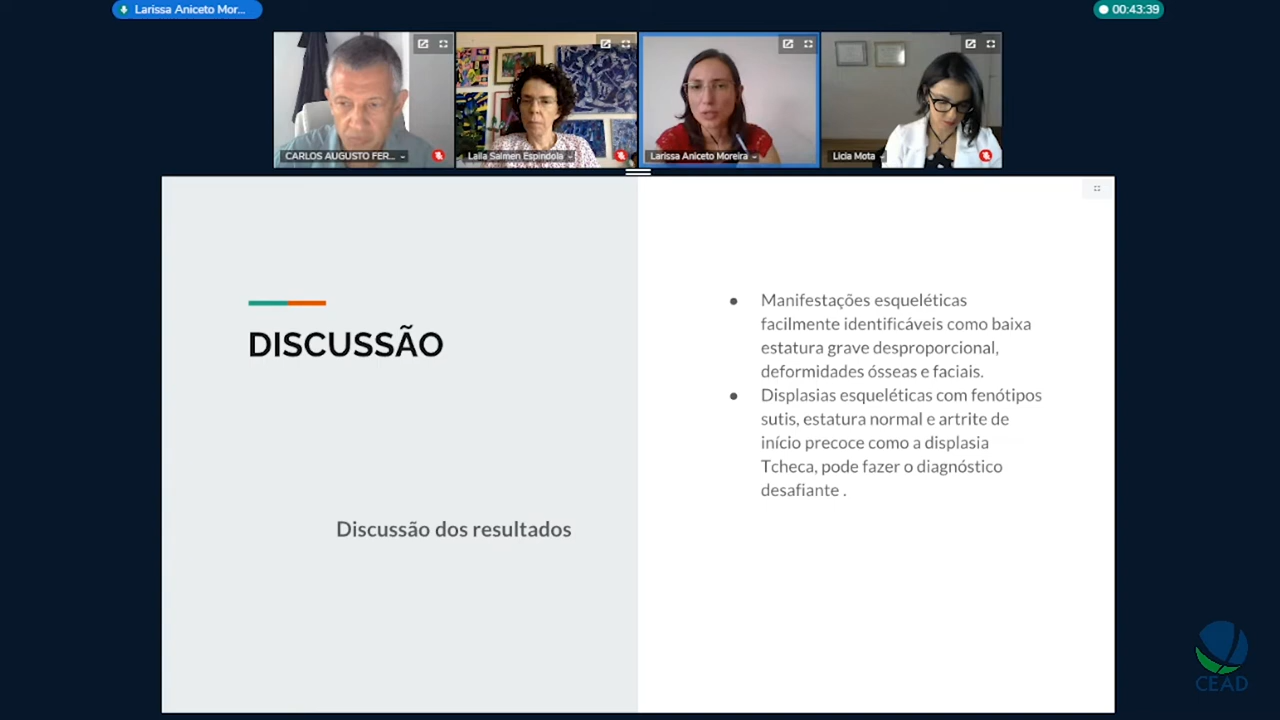 Larissa Aniceto Mor...
00:43:39
CARLOS AUGUSTO FER...
Laila Salmen Espindola
Larissa Aniceto Moreira
Licia Mota
DISCUSSÃO
Discussão dos resultados
● Manifestações esqueléticas
facilmente identificáveis como baixa
estatura grave desproporcional,
deformidades ósseas e faciais.
● Displasias esqueléticas com fenótipos
sutis, estatura normal e artrite de
início precoce como a displasia
Tcheca, pode fazer o diagnóstico
desafiante .
CEAD